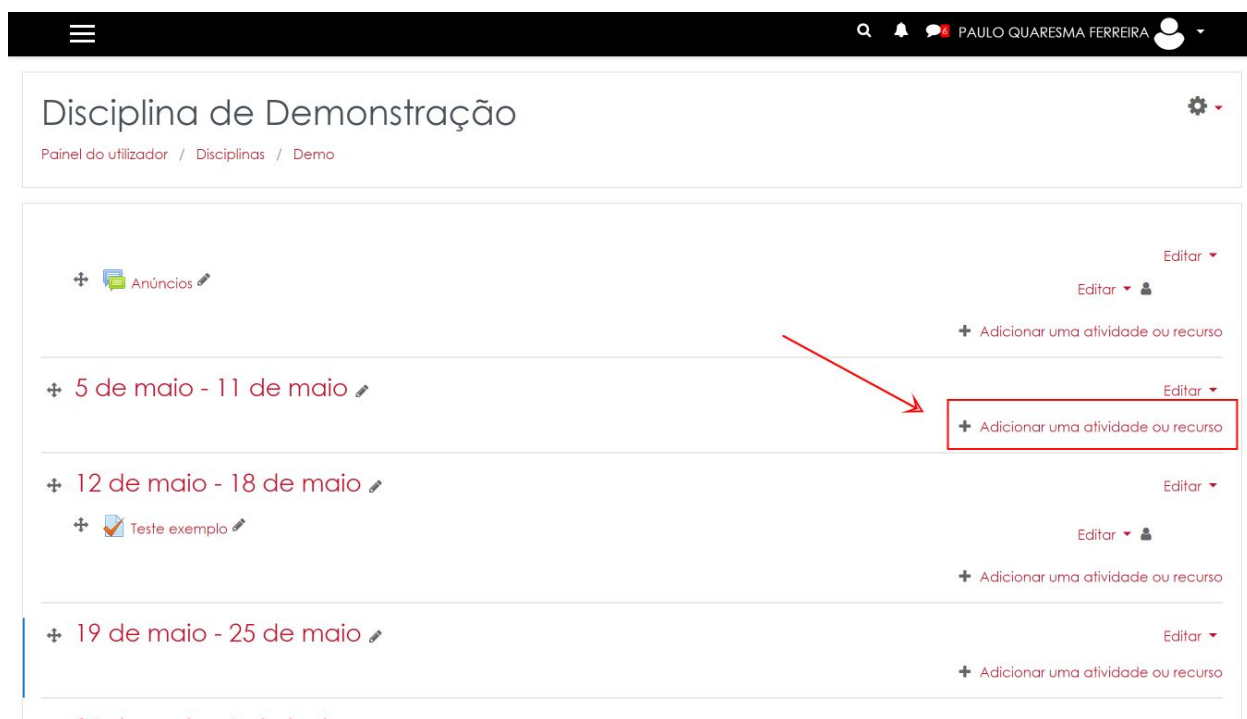 6 PAULO QUARESMA FERREIRA
Disciplina de Demonstração
Painel do utilizador / Disciplinas / Demo
Editar
Anúncios
Editar
Adicionar uma atividade ou recurso
5 de maio - 11 de maio
Editar
Adicionar uma atividade ou recurso
12 de maio - 18 de maio
Editar
Teste exemplo
Editar
Adicionar uma atividade ou recurso
19 de maio - 25 de maio
Editar
Adicionar uma atividade ou recurso